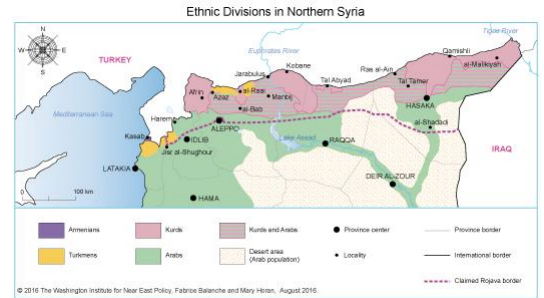 Ethnic Divisions in Northern Syria
N
W
E
S
TURKEY
Euphrates River
Tigris River
Qamishli
al-Malikiyah
Kobane
Ras al-Ain
Jarabulus
Tal Abyad
Tal Tamer
Afrin
Azaz
al-Raai
Manbij
al-Bab
HASAKA
Mediterranean Sea
Harem
ALEPPO
al-Shadadi
Kasab
IDLIB
Lake Assad
RAQQA
Jisr al-Shughour
IRAQ
LATAKIA
DEIR AL-ZOUR
0
100 km
HAMA
Armenians
Kurds
Kurds and Arabs
Province center
Province border
Turkmens
Arabs
Desert area
(Arab population)
Locality
International border
Claimed Rojava border
© 2016 The Washington Institute for Near East Policy, Fabrice Balanche and Mary Horan, August 2016.